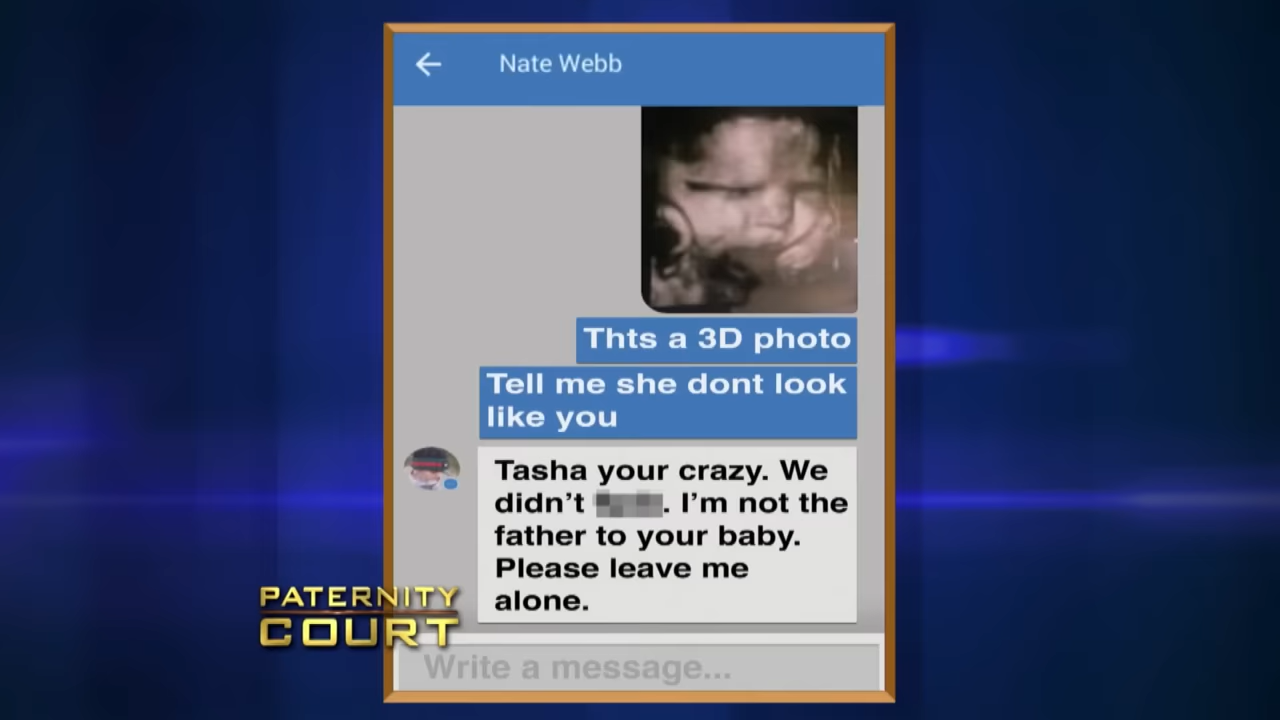 Nate Webb
Thts a 3D photo
Tell me she dont look
like you
Tasha your crazy. We
didn't . I'm not the
father to your baby.
Please leave me
alone.
PATERNITY
COURT
Write a message...